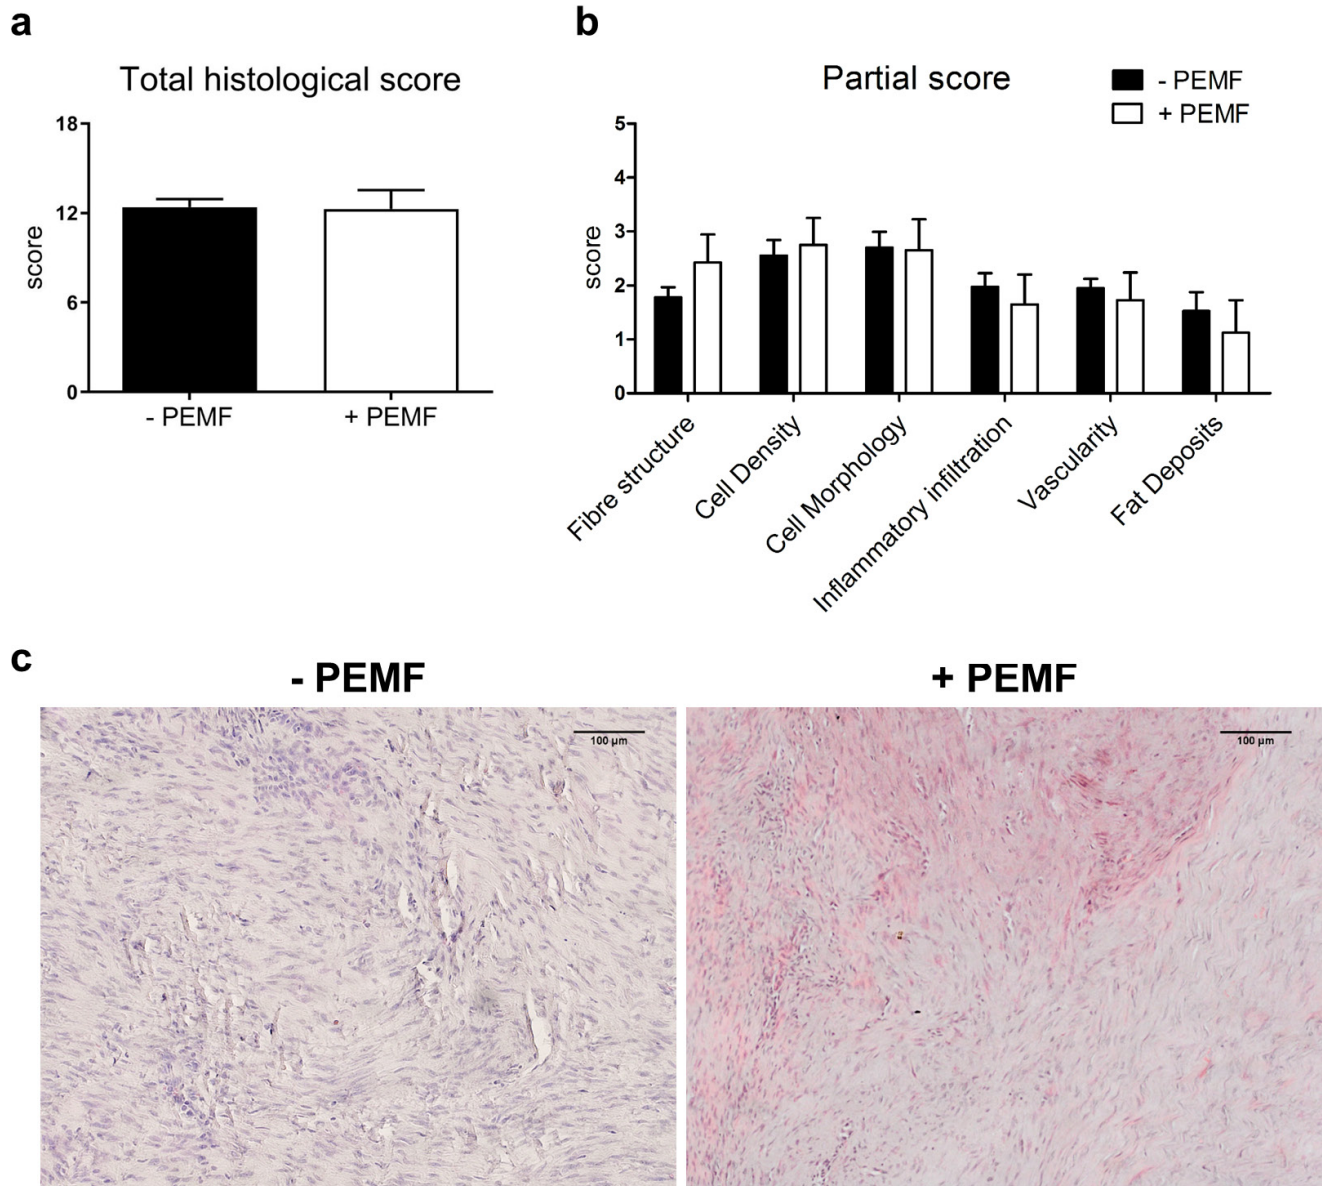 a
Total histological score
18
12
6
0
score
- PEMF
+ PEMF
b
Partial score
- PEMF
+ PEMF
5
4
3
2
1
0
score
Fibre structure
Cell Density
Cell Morphology
Inflammatory infiltration
Vascularity
Fat Deposits
c
- PEMF
+ PEMF
100 µm
100 µm